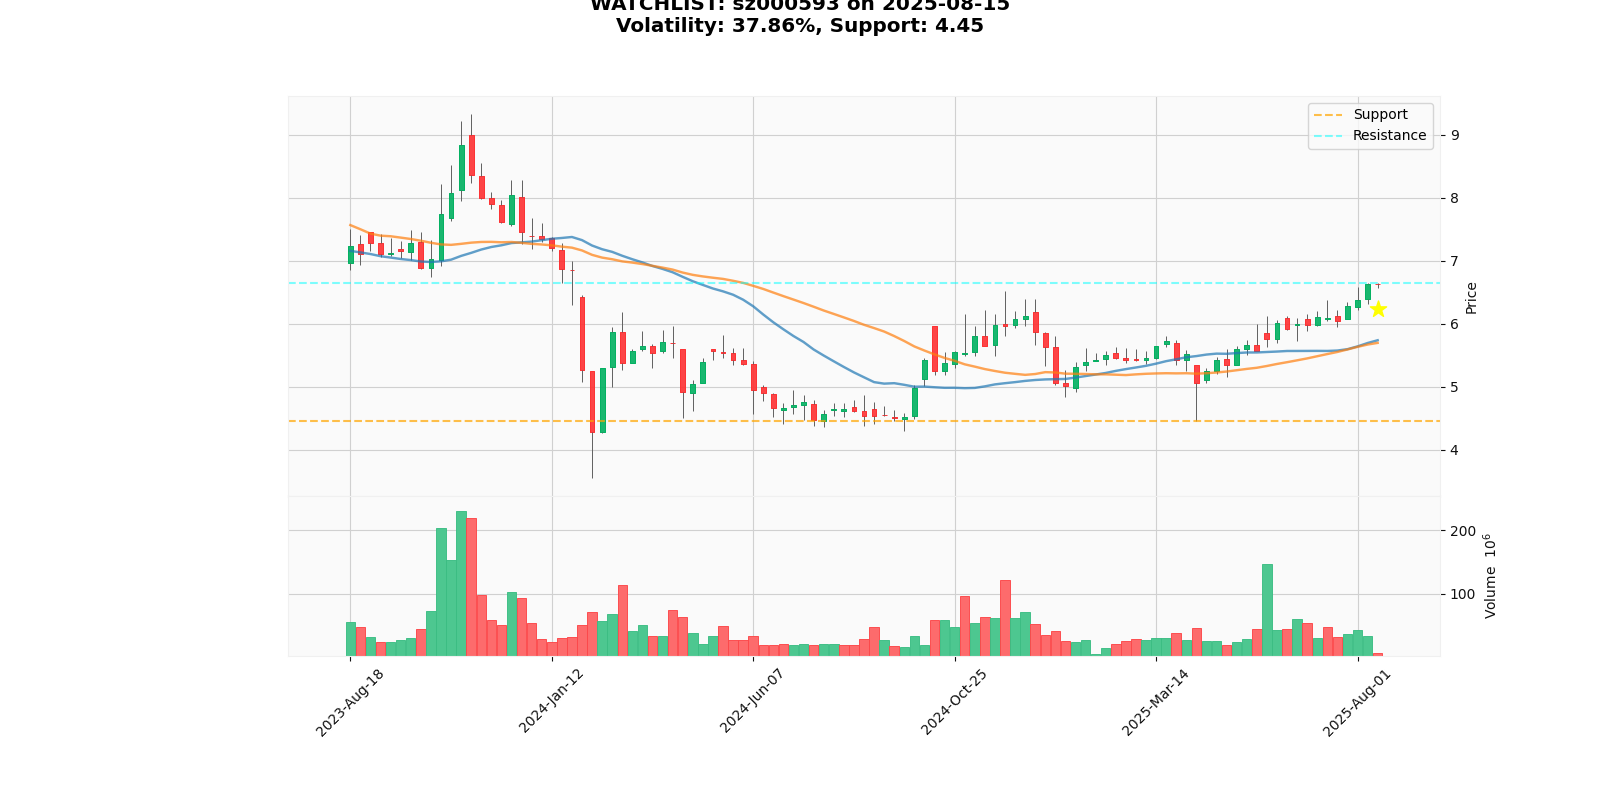 WATCHLIST: sz000593 on 2025-08-15
Volatility: 37.86%, Support: 4.45
Support
Resistance
9
8
7
6
5
4
Price
200
100
Volume 10⁶
2023-Aug-18
2024-Jan-12
2024-Jun-07
2024-Oct-25
2025-Mar-14
2025-Aug-01